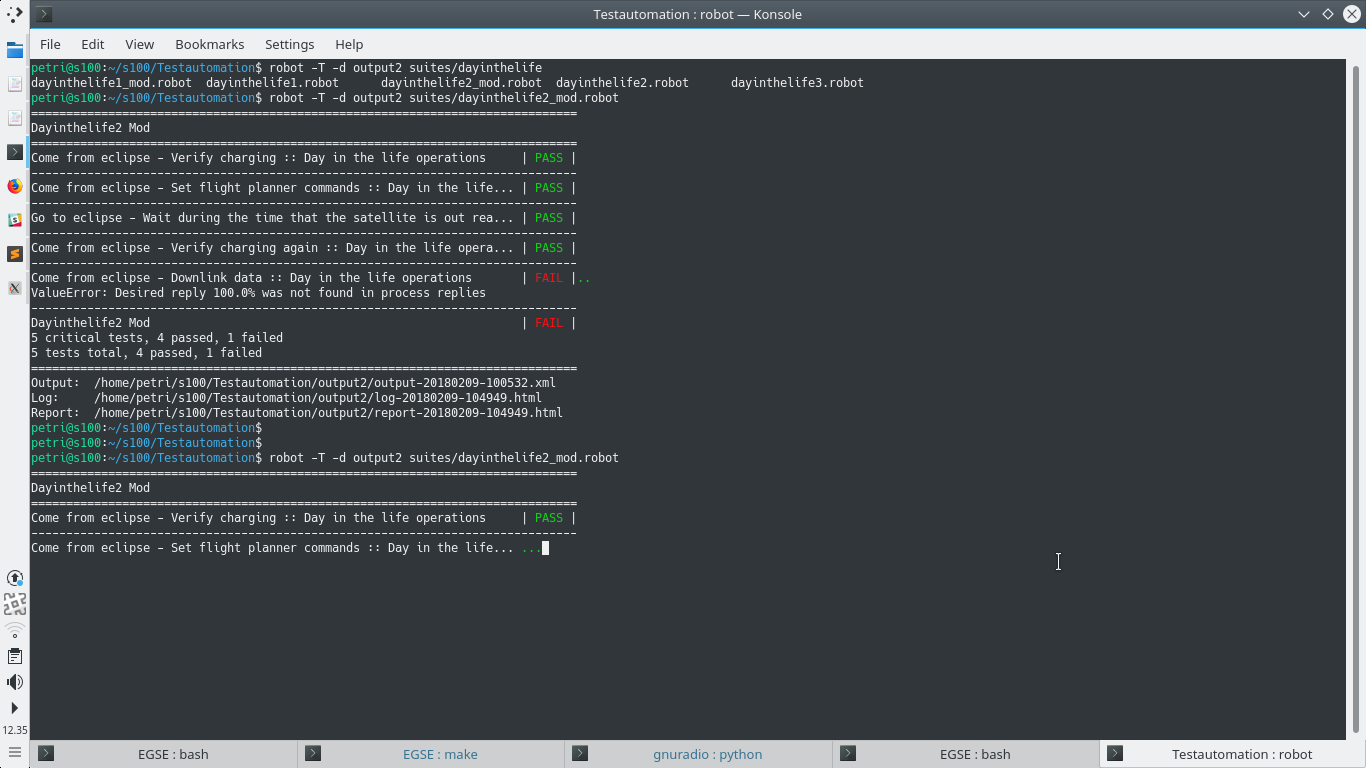 Testautomation : robot — Konsole
File Edit View Bookmarks Settings Help
petri@s100:~/s100/Testautomation$ robot -T -d output2 suites/dayinthelife
dayinthelife1_mod.robot  dayinthelife1.robot      dayinthelife2_mod.robot  dayinthelife2.robot      dayinthelife3.robot
petri@s100:~/s100/Testautomation$ robot -T -d output2 suites/dayinthelife2_mod.robot
==============================================================================
Dayinthelife2 Mod
==============================================================================
Come from eclipse - Verify charging :: Day in the life operations     | PASS |
------------------------------------------------------------------------------
Come from eclipse - Set flight planner commands :: Day in the life... | PASS |
------------------------------------------------------------------------------
Go to eclipse - Wait during the time that the satellite is out rea... | PASS |
------------------------------------------------------------------------------
Come from eclipse - Verify charging again :: Day in the life opera... | PASS |
------------------------------------------------------------------------------
Come from eclipse - Downlink data :: Day in the life operations       | FAIL |..
ValueError: Desired reply 100.0% was not found in process replies
------------------------------------------------------------------------------
Dayinthelife2 Mod                                                     | FAIL |
5 critical tests, 4 passed, 1 failed
5 tests total, 4 passed, 1 failed
==============================================================================
Output:  /home/petri/s100/Testautomation/output2/output-20180209-100532.xml
Log:     /home/petri/s100/Testautomation/output2/log-20180209-104949.html
Report:  /home/petri/s100/Testautomation/output2/report-20180209-104949.html
petri@s100:~/s100/Testautomation$
petri@s100:~/s100/Testautomation$
petri@s100:~/s100/Testautomation$ robot -T -d output2 suites/dayinthelife2_mod.robot
==============================================================================
Dayinthelife2 Mod
==============================================================================
Come from eclipse - Verify charging :: Day in the life operations     | PASS |
------------------------------------------------------------------------------
Come from eclipse - Set flight planner commands :: Day in the life... ...
12.35
EGSE : bash
EGSE : make
gnuradio : python
EGSE : bash
Testautomation : robot